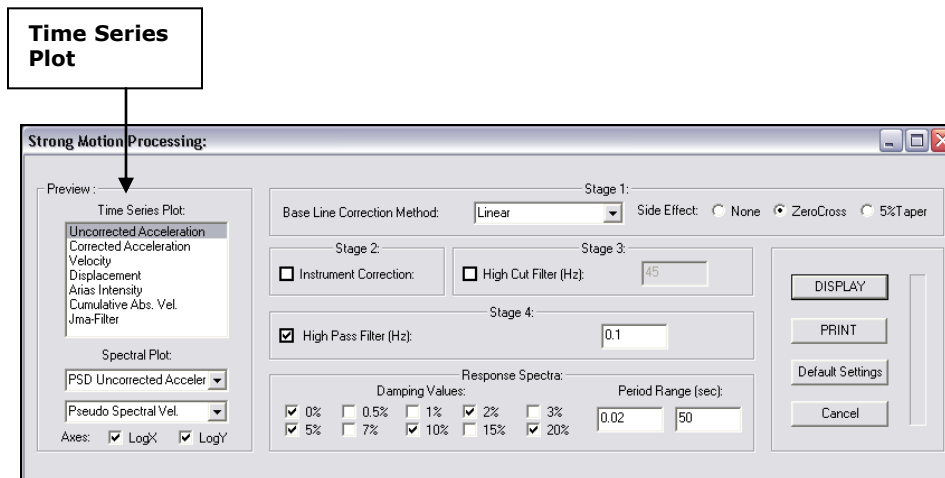 Time Series
Plot
Strong Motion Processing:
Preview :
Time Series Plot:
Uncorrected Acceleration
Corrected Acceleration
Velocity
Displacement
Arias Intensity
Cumulative Abs. Vel.
Jma-Filter
Spectral Plot:
PSD Uncorrected Acceler
Pseudo Spectral Vel.
Axes: LogX LogY
Stage 1:
Base Line Correction Method: Linear Side Effect: None ZeroCross 5%Taper
Stage 2:
Instrument Correction:
Stage 3:
High Cut Filter (Hz): 45
Stage 4:
High Pass Filter (Hz): 0.1
Response Spectra:
Damping Values:
0% 0.5% 1% 2% 3%
5% 7% 10% 15% 20%
Period Range (sec):
0.02 50
DISPLAY
PRINT
Default Settings
Cancel